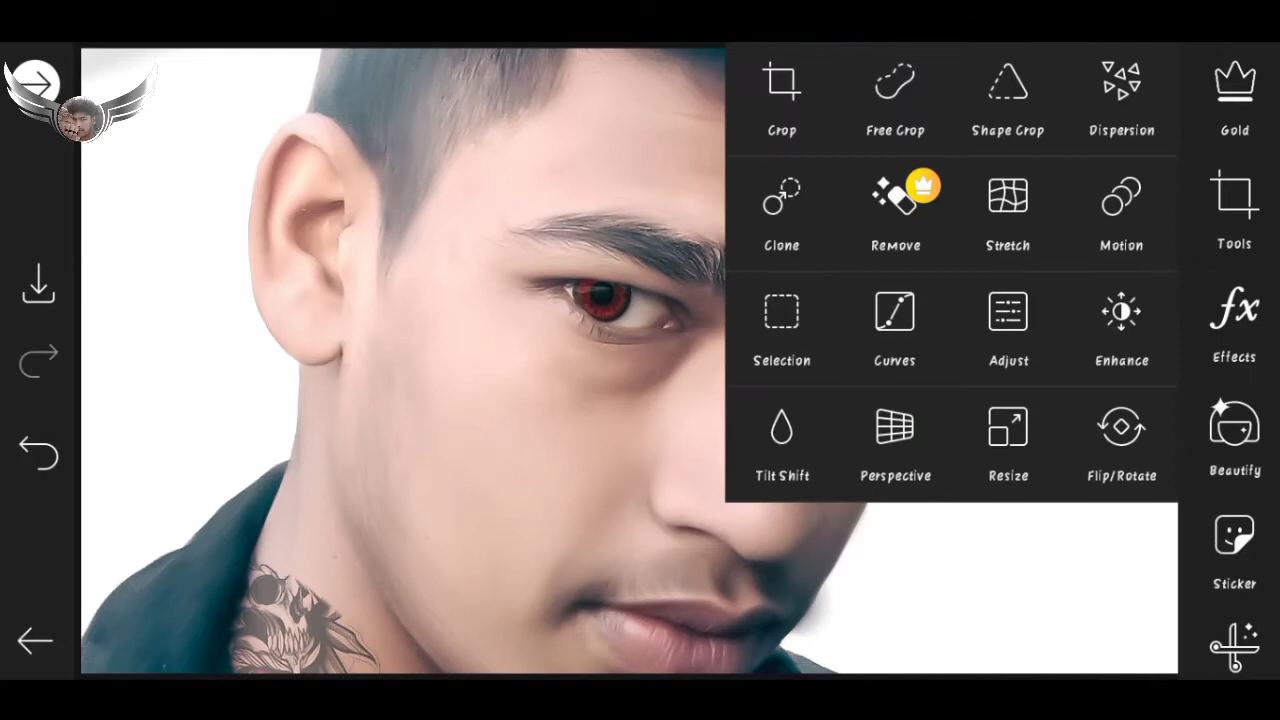 Crop Free Crop Shape Crop Dispersion
Clone Remove Stretch Motion
Selection Curves Adjust Enhance
Tilt Shift Perspective Resize Flip/Rotate
Gold
Tools
fx
Effects
Beautify
Sticker